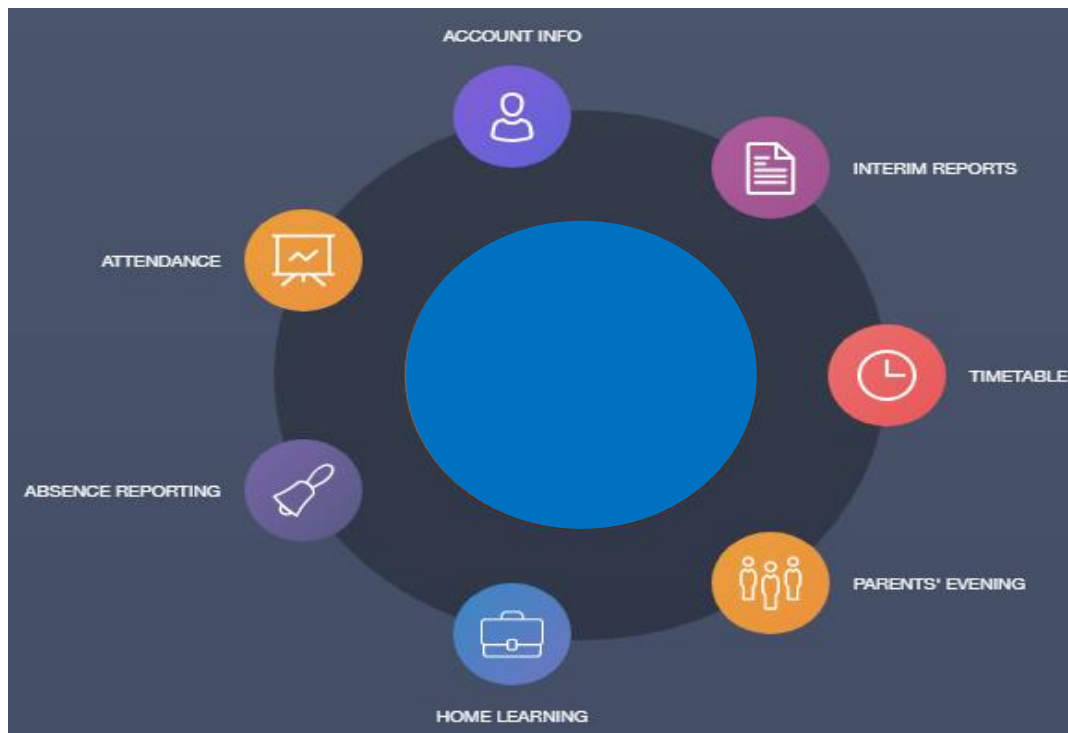 ACCOUNT INFO
INTERIM REPORTS
ATTENDANCE
TIMETABLE
ABSENCE REPORTING
PARENTS' EVENING
HOME LEARNING